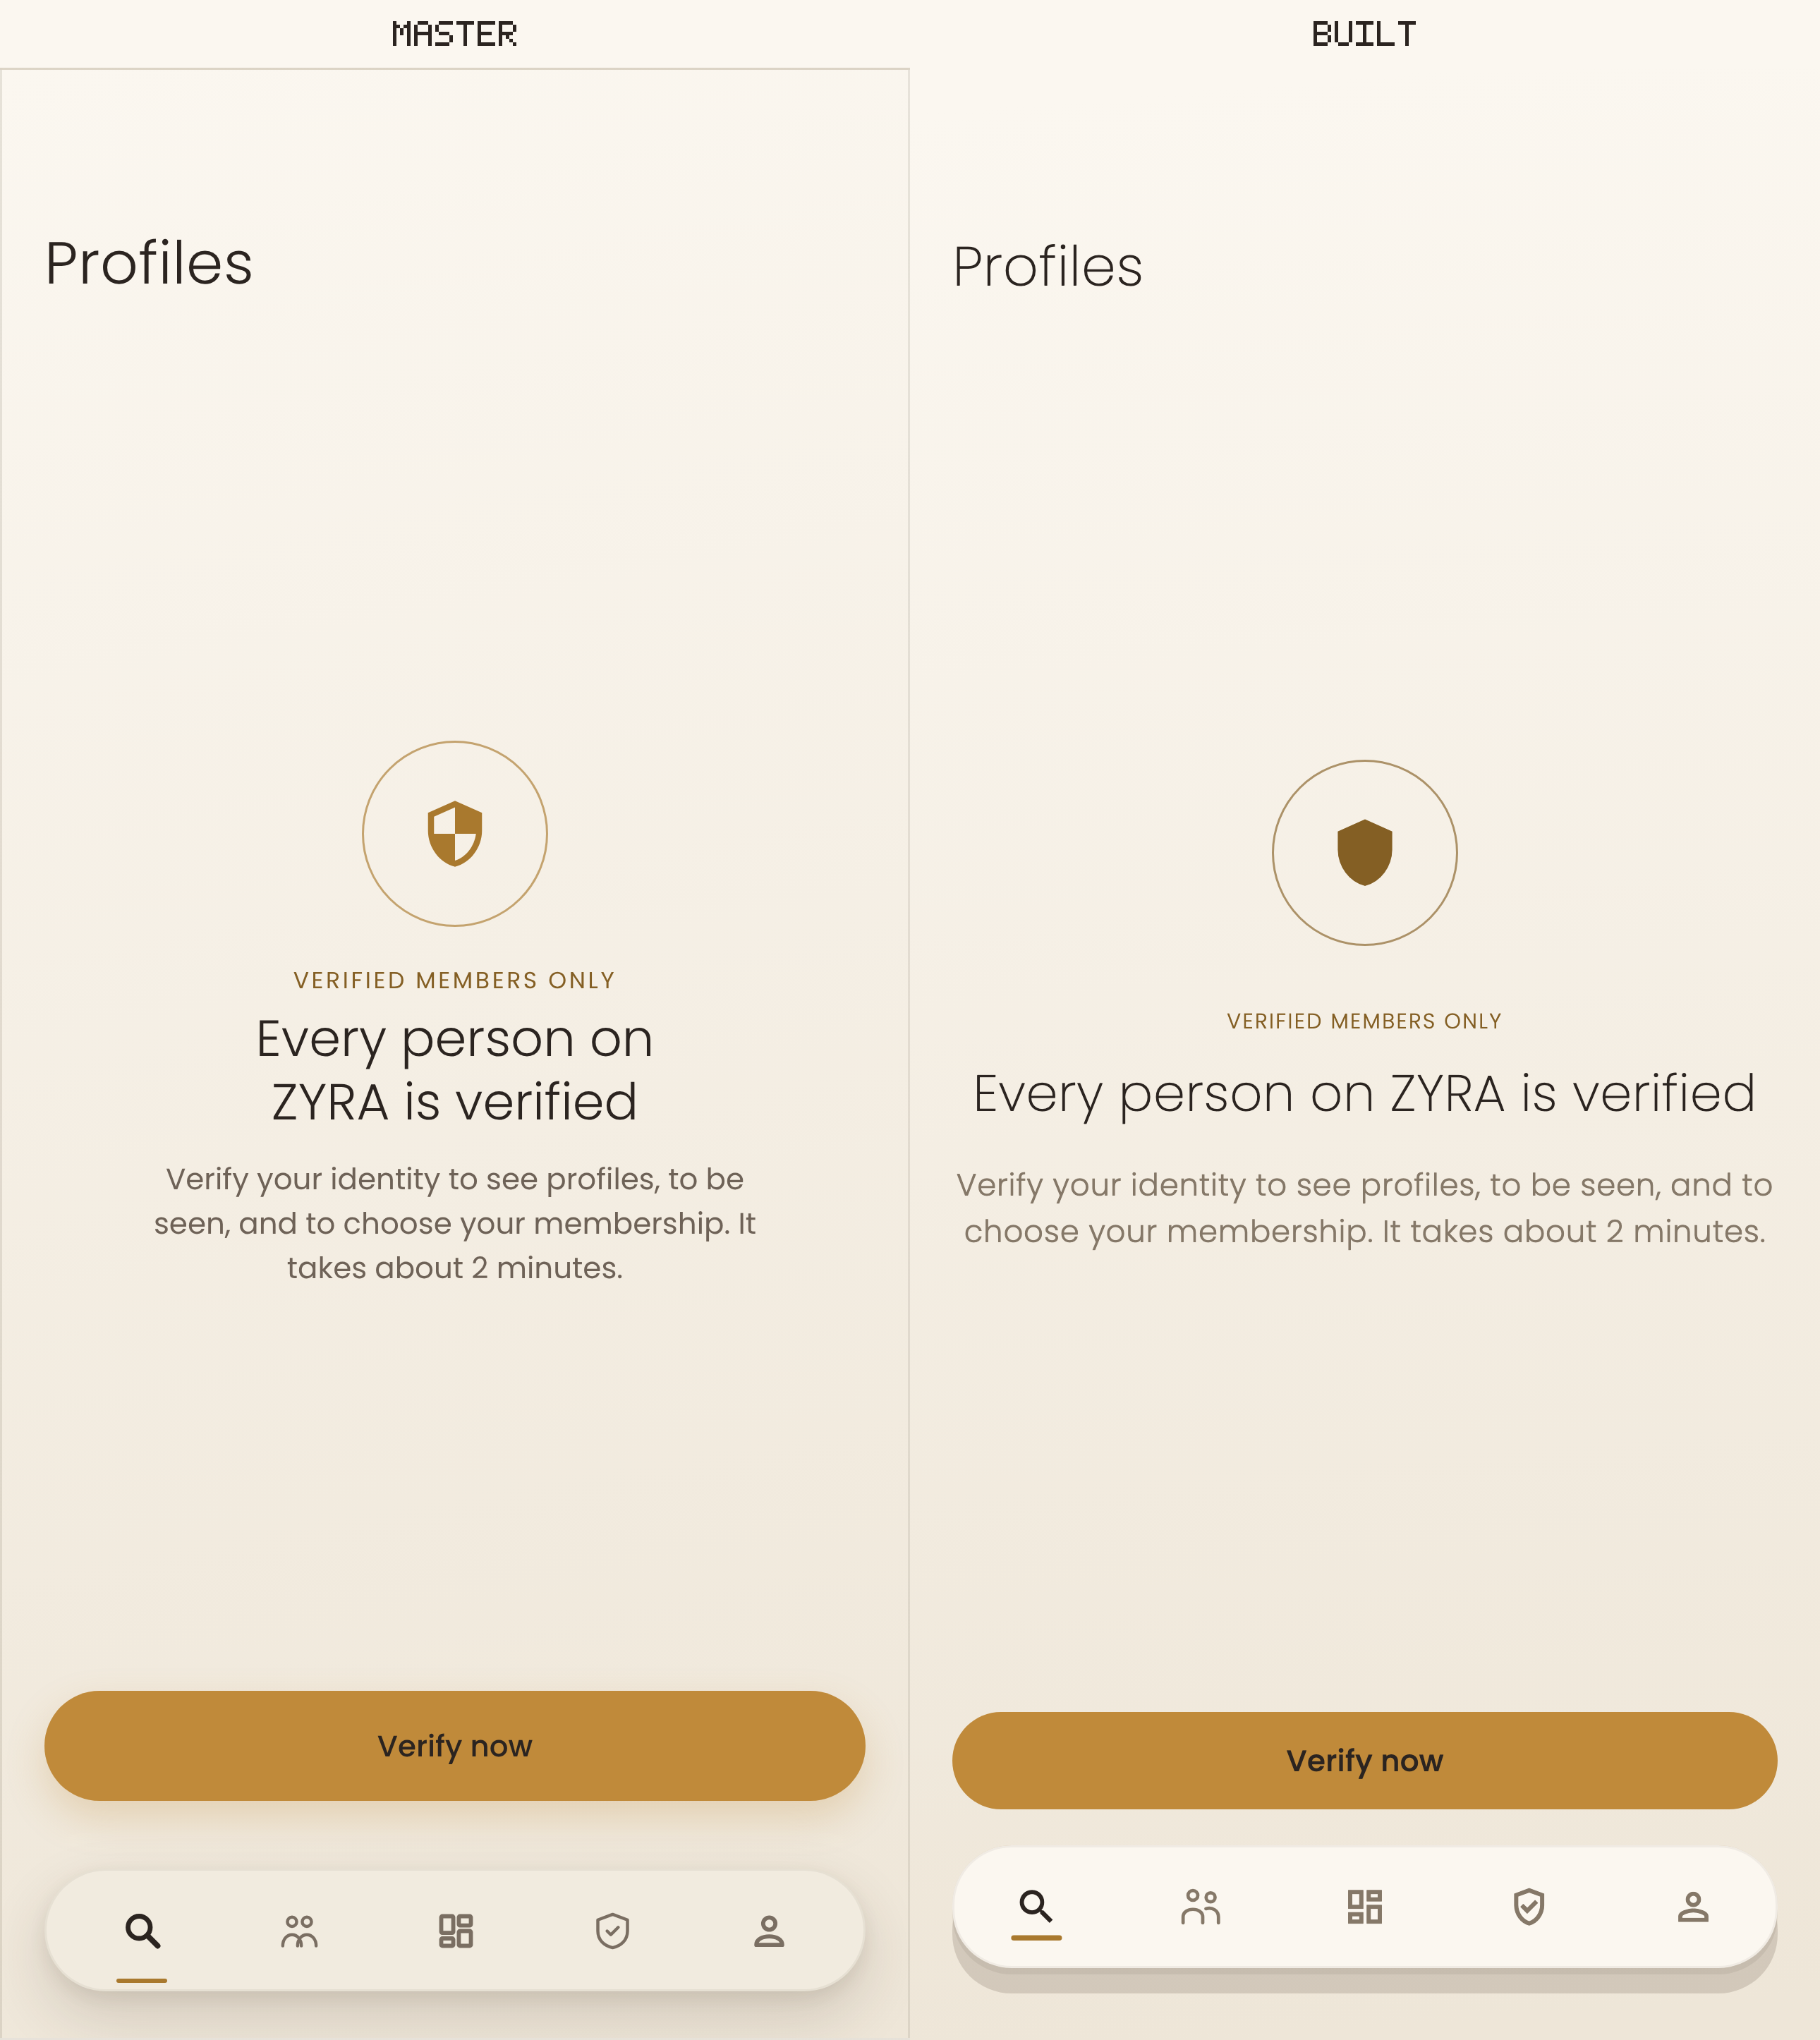 MASTER
Profiles
VERIFIED MEMBERS ONLY
Every person on
ZYRA is verified
Verify your identity to see profiles, to be
seen, and to choose your membership. It
takes about 2 minutes.
Verify now
BUILT
Profiles
VERIFIED MEMBERS ONLY
Every person on ZYRA is verified
Verify your identity to see profiles, to be seen, and to
choose your membership. It takes about 2 minutes.
Verify now